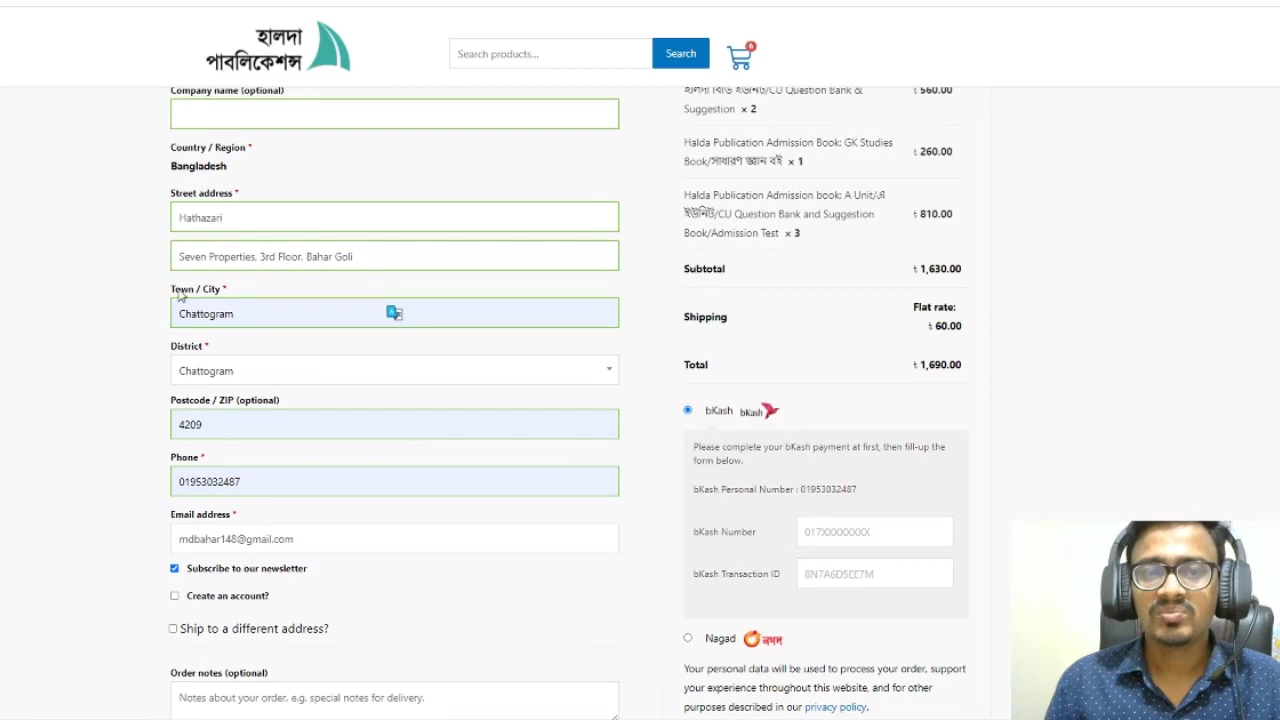 হালদা
পাবলিকেশন্স
Search products...
Search
6
Company name (optional)
Country / Region *
Bangladesh
Street address *
Hathazari
Seven Properties, 3rd Floor, Bahar Goli
Town / City *
Chattogram
District *
Chattogram
Postcode / ZIP (optional)
4209
Phone *
01953032487
Email address *
mdbahar148@gmail.com
Subscribe to our newsletter
Create an account?
Ship to a different address?
Order notes (optional)
Notes about your order, e.g. special notes for delivery.
হালদা বিডি ইউনিট/CU Question Bank &
৳ 560.00
Suggestion × 2
Halda Publication Admission Book: GK Studies
Book/সাধারণ জ্ঞান বই × 1
৳ 260.00
Halda Publication Admission book: A Unit/এ
ইউনিট/CU Question Bank and Suggestion
Book/Admission Test × 3
৳ 810.00
Subtotal
৳ 1,630.00
Shipping
Flat rate:
৳ 60.00
Total
৳ 1,690.00
bKash bKash
Please complete your bKash payment at first, then fill-up the
form below.
bKash Personal Number : 01953032487
bKash Number
017XXXXXXXX
bKash Transaction ID
8N7A6D5EE7M
Nagad নগদ
Your personal data will be used to process your order, support
your experience throughout this website, and for other
purposes described in our privacy policy.